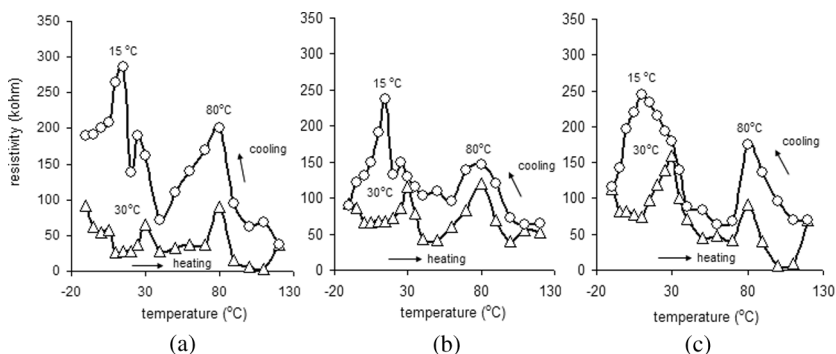 resistivity (kohm)
350
300
250
200
150
100
50
0
-20
30
80
130
temperature (°C)
15 °C
80°C
30°C
cooling
heating
(a)
350
300
250
200
150
100
50
0
-20
30
80
130
temperature (°C)
15 °C
80°C
30°C
cooling
heating
(b)
350
300
250
200
150
100
50
0
-20
30
80
130
temperature (°C)
15 °C
80°C
30°C
cooling
heating
(c)